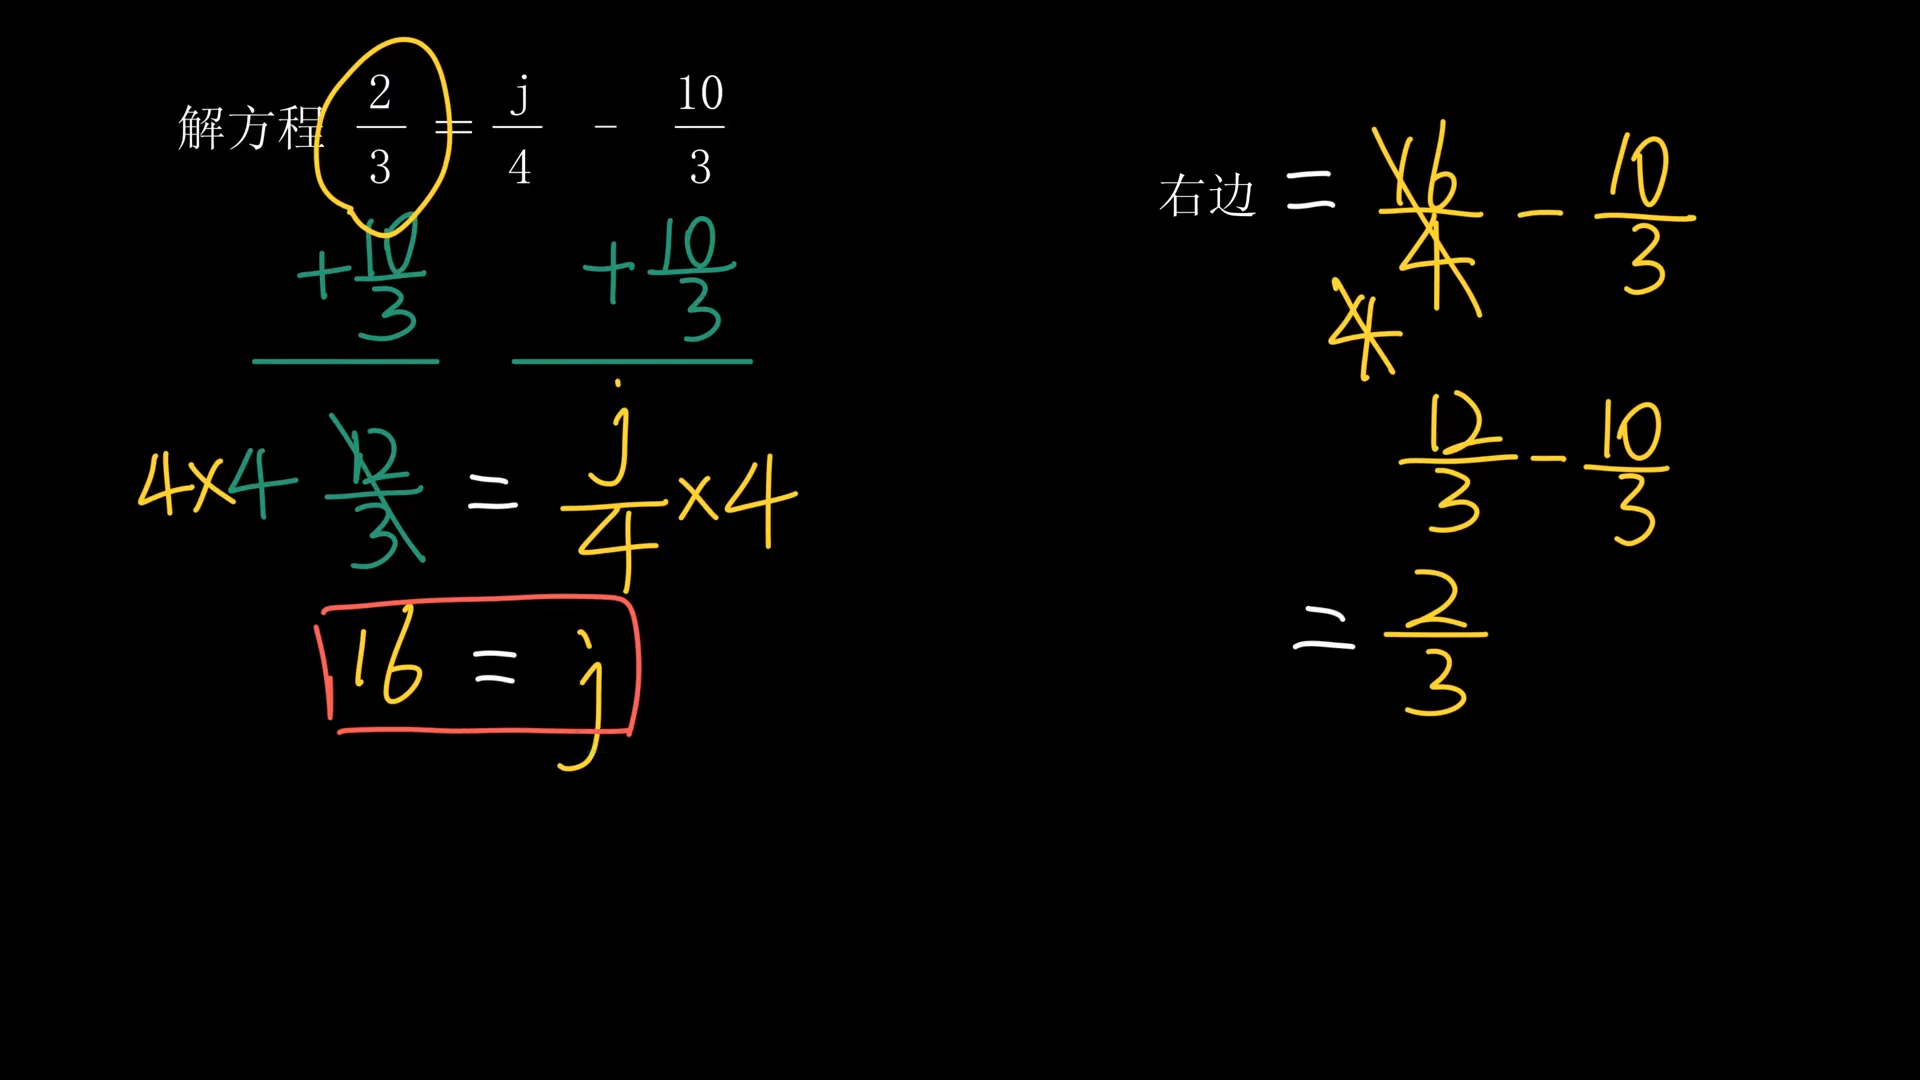 解方程 2/3 = j/4 - 10/3
+ 10/3 + 10/3
4×4 12/3 = j/4 ×4
16 = j
右边 = 16/4 - 10/3
4
12/3 - 10/3
= 2/3